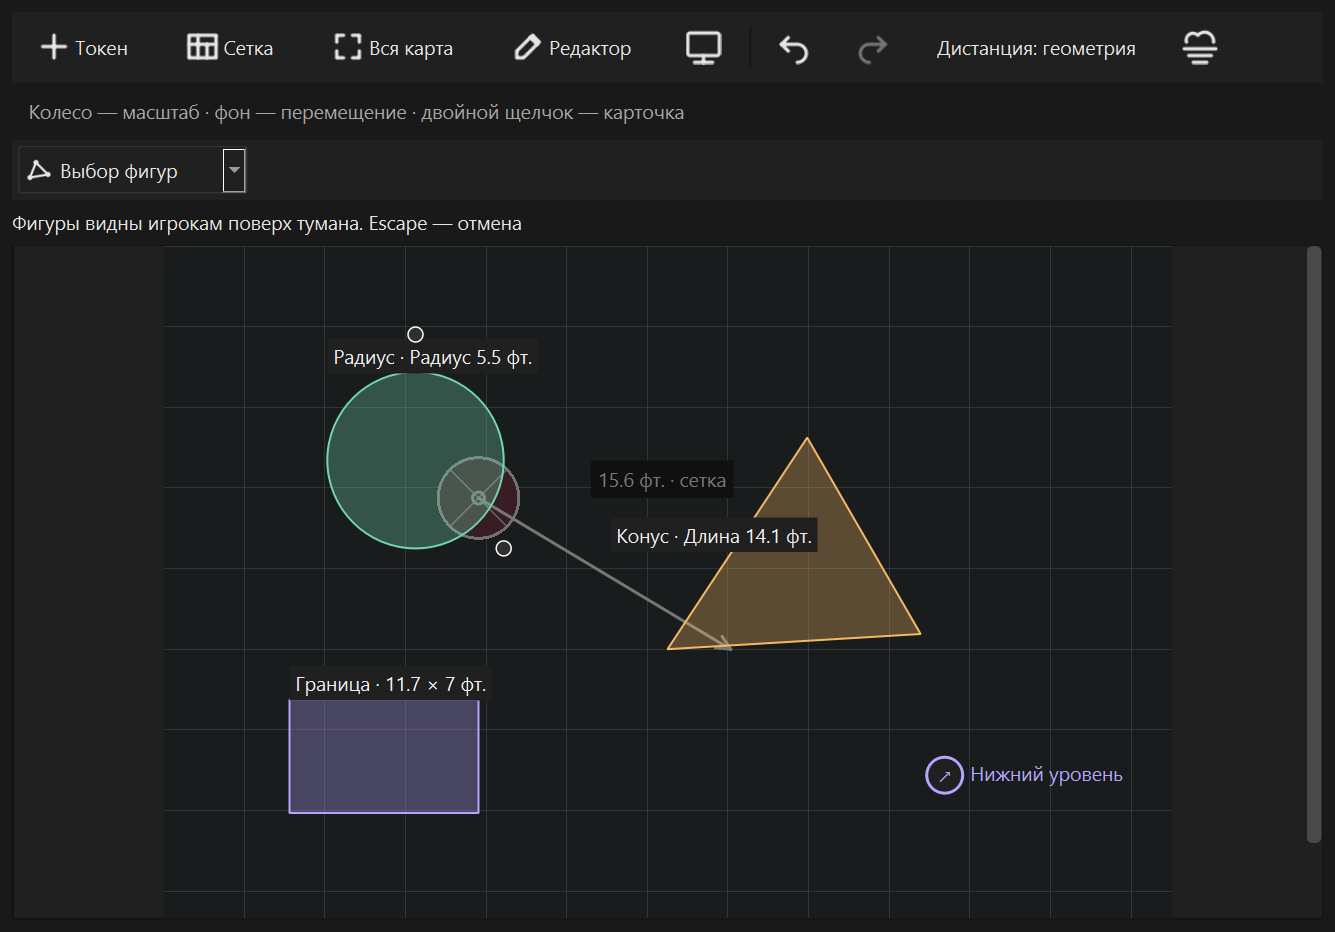 Токен Сетка Вся карта Редактор Дистанция: геометрия
Колесо — масштаб · фон — перемещение · двойной щелчок — карточка
Выбор фигур
Фигуры видны игрокам поверх тумана. Escape — отмена
Радиус · Радиус 5.5 фт.
15.6 фт. · сетка
Конус · Длина 14.1 фт.
Граница · 11.7 × 7 фт.
Нижний уровень